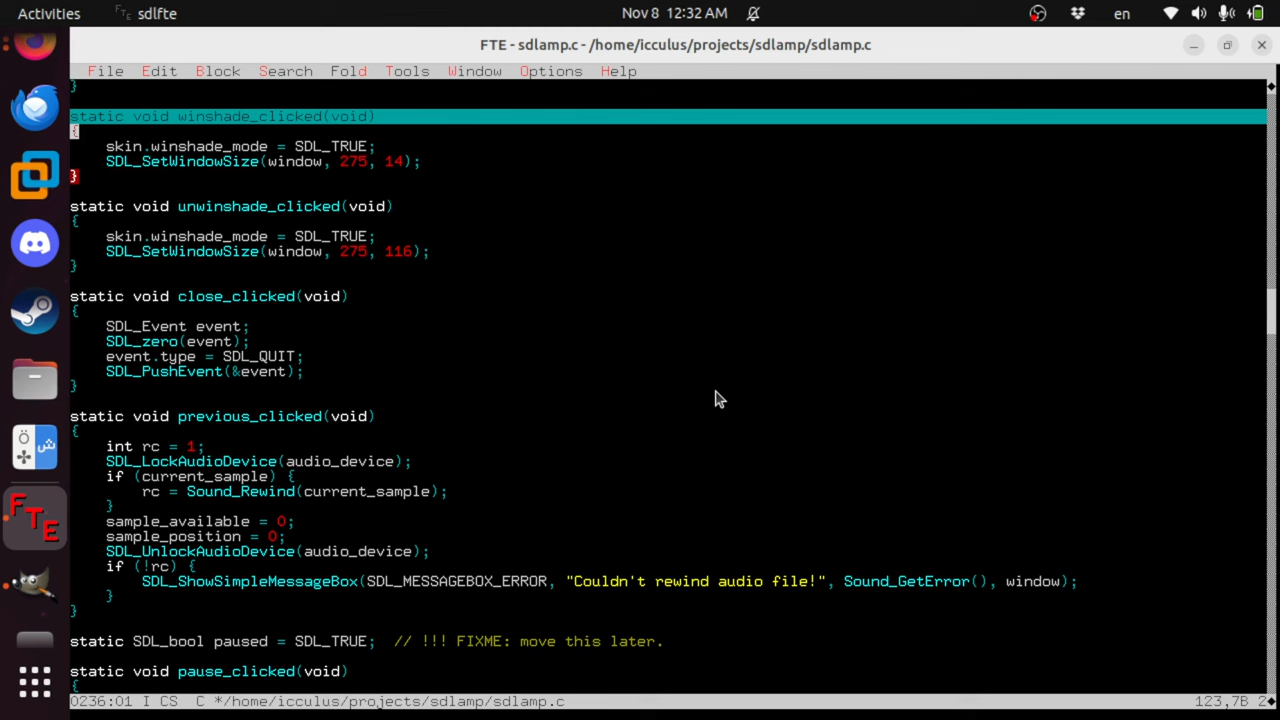 Activities FTE sdlfte Nov 8 12:32 AM en
FTE - sdlamp.c - /home/icculus/projects/sdlamp/sdlamp.c
File Edit Block Search Fold Tools Window Options Help
}
static void winshade_clicked(void)
{
skin.winshade_mode = SDL_TRUE;
SDL_SetWindowSize(window, 275, 14);
}
static void unwinshade_clicked(void)
{
skin.winshade_mode = SDL_TRUE;
SDL_SetWindowSize(window, 275, 116);
}
static void close_clicked(void)
{
SDL_Event event;
SDL_zero(event);
event.type = SDL_QUIT;
SDL_PushEvent(&event);
}
static void previous_clicked(void)
{
int rc = 1;
SDL_LockAudioDevice(audio_device);
if (current_sample) {
rc = Sound_Rewind(current_sample);
}
sample_available = 0;
sample_position = 0;
SDL_UnlockAudioDevice(audio_device);
if (!rc) {
SDL_ShowSimpleMessageBox(SDL_MESSAGEBOX_ERROR, "Couldn't rewind audio file!", Sound_GetError(), window);
}
}
static SDL_bool paused = SDL_TRUE; // !!! FIXME: move this later.
static void pause_clicked(void)
{
0236:01 I CS C */home/icculus/projects/sdlamp/sdlamp.c 123,7B 2
Ö ش
FTE